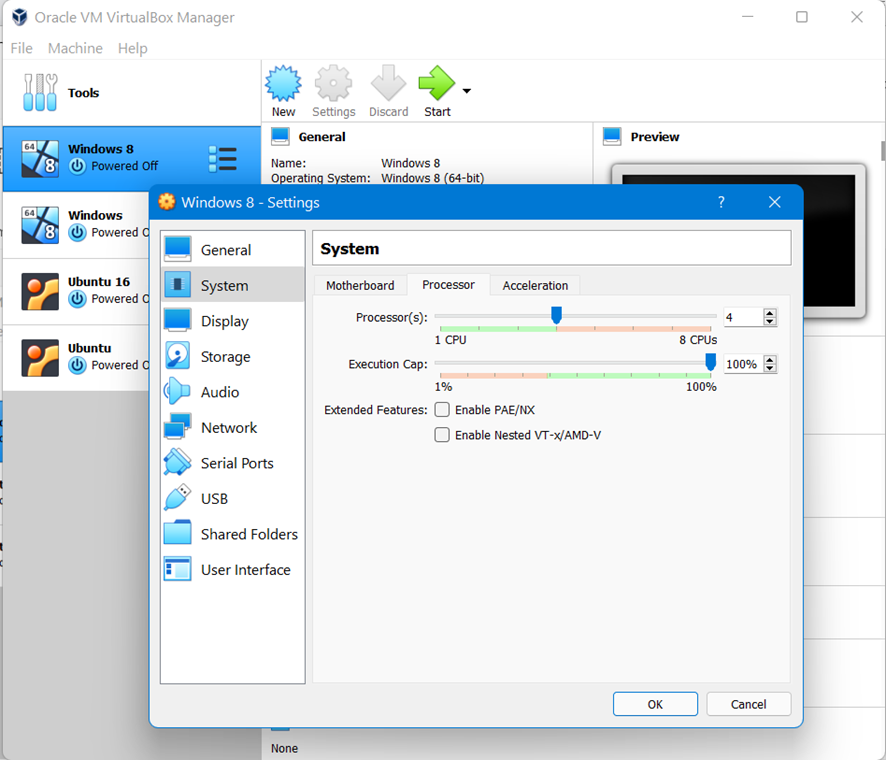 Oracle VM VirtualBox Manager
File Machine Help
Tools
New Settings Discard Start
64
8
Windows 8
Powered Off
64
8
Windows
Powered O
Ubuntu 16
Powered O
Ubuntu
Powered O
General
Name: Windows 8
Operating System: Windows 8 (64-bit)
Preview
Windows 8 - Settings ?
General
System
Display
Storage
Audio
Network
Serial Ports
USB
Shared Folders
User Interface
System
Motherboard Processor Acceleration
Processor(s): 4
1 CPU 8 CPUs
Execution Cap: 100%
1% 100%
Extended Features: Enable PAE/NX
Enable Nested VT-x/AMD-V
OK Cancel
None